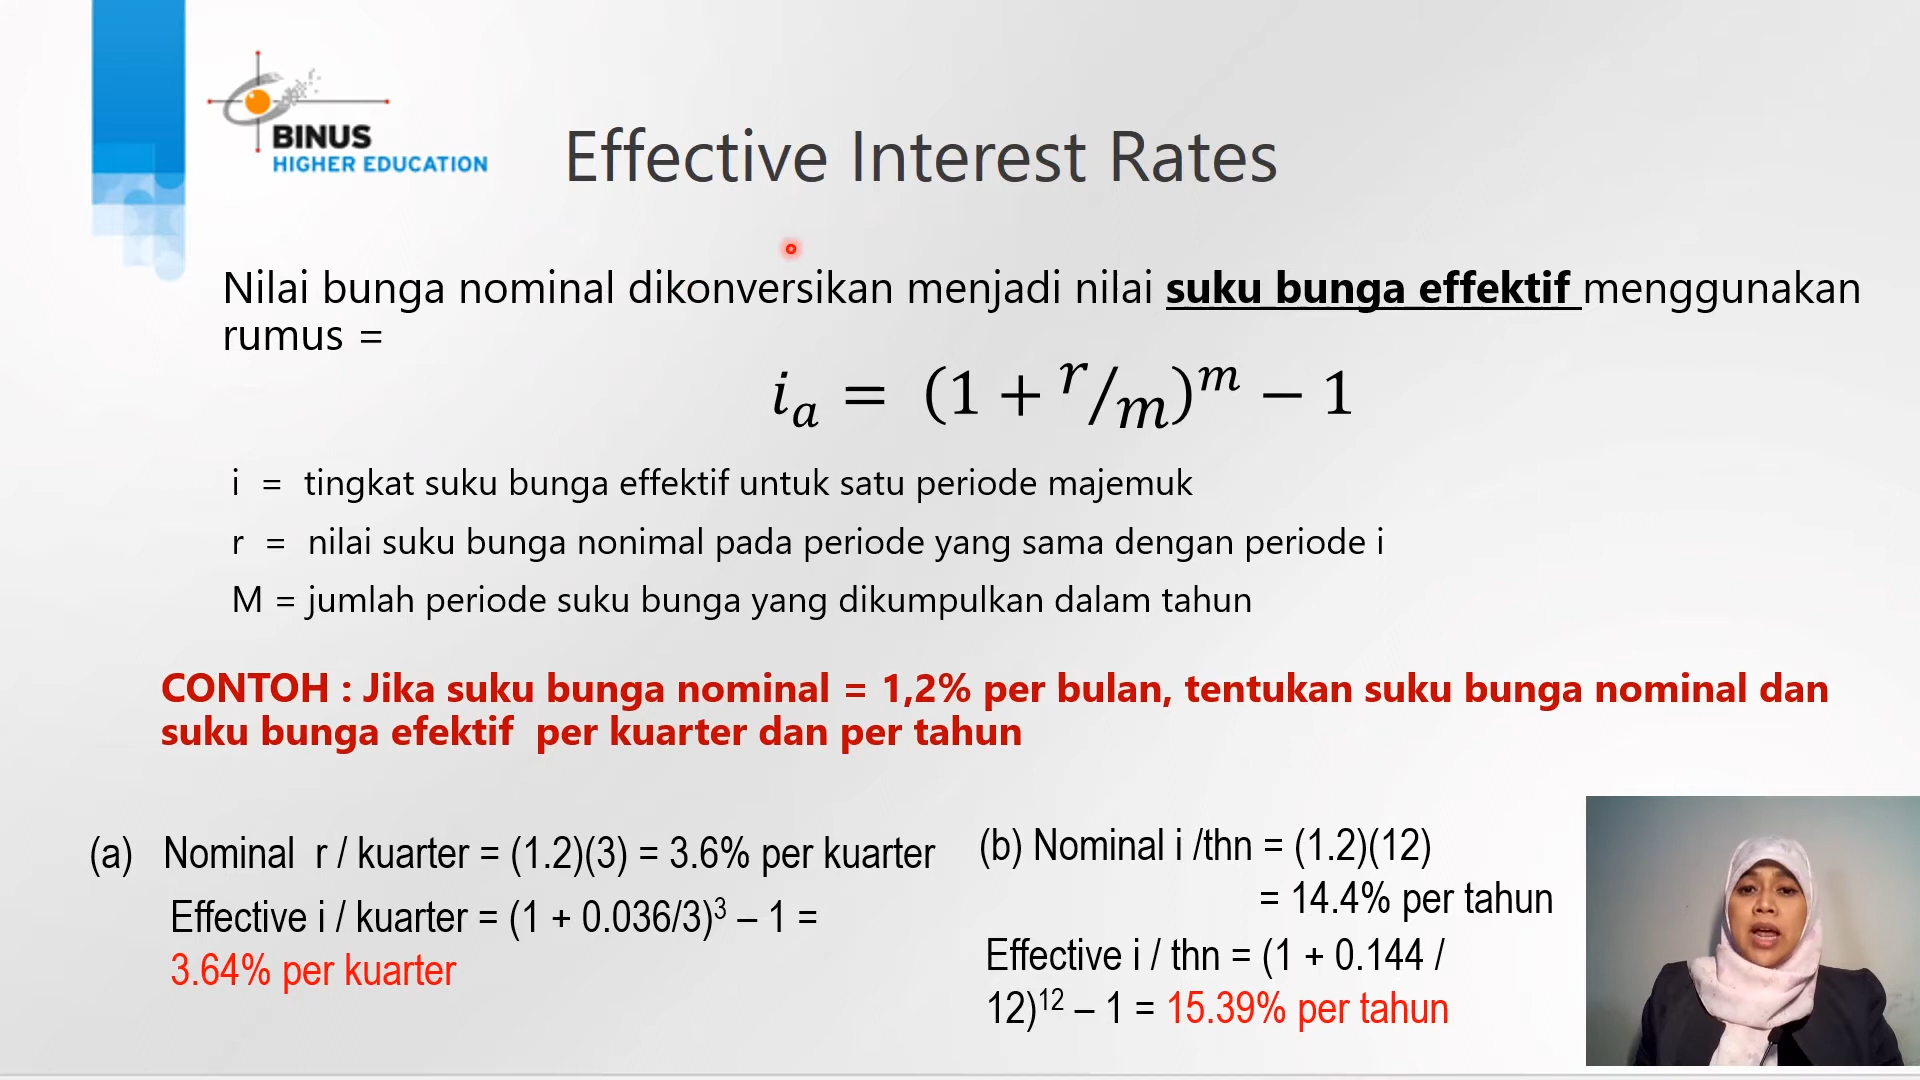 BINUS
HIGHER EDUCATION
Effective Interest Rates
Nilai bunga nominal dikonversikan menjadi nilai suku bunga effektif menggunakan
rumus =
i_a = (1 + r/m)^m − 1
i = tingkat suku bunga effektif untuk satu periode majemuk
r = nilai suku bunga nonimal pada periode yang sama dengan periode i
M = jumlah periode suku bunga yang dikumpulkan dalam tahun
CONTOH : Jika suku bunga nominal = 1,2% per bulan, tentukan suku bunga nominal dan
suku bunga efektif per kuarter dan per tahun
(a) Nominal r / kuarter = (1.2)(3) = 3.6% per kuarter
Effective i / kuarter = (1 + 0.036/3)^3 – 1 =
3.64% per kuarter
(b) Nominal i /thn = (1.2)(12)
= 14.4% per tahun
Effective i / thn = (1 + 0.144 /
12)^12 – 1 = 15.39% per tahun